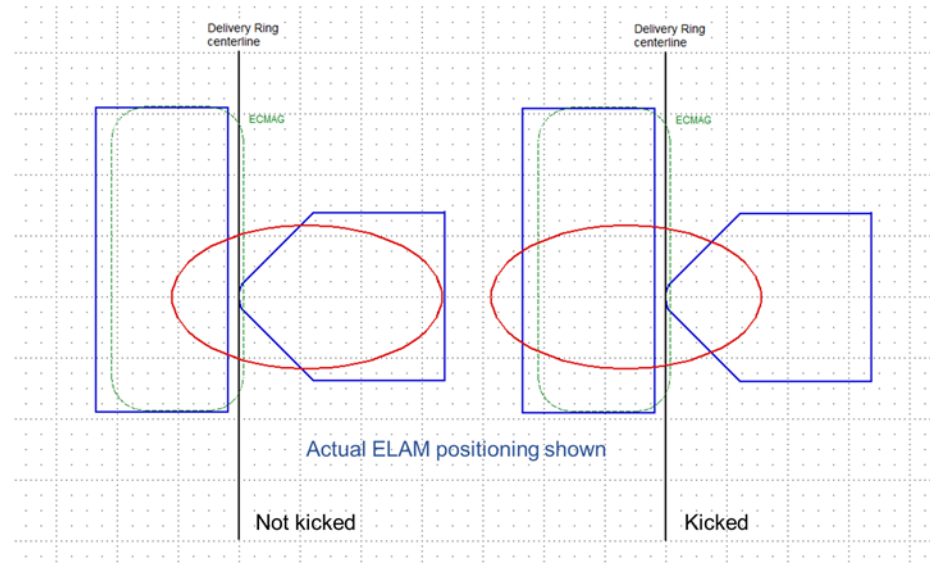 Delivery Ring
centerline
Delivery Ring
centerline
ECMAG
ECMAG
Actual ELAM positioning shown
Not kicked
Kicked